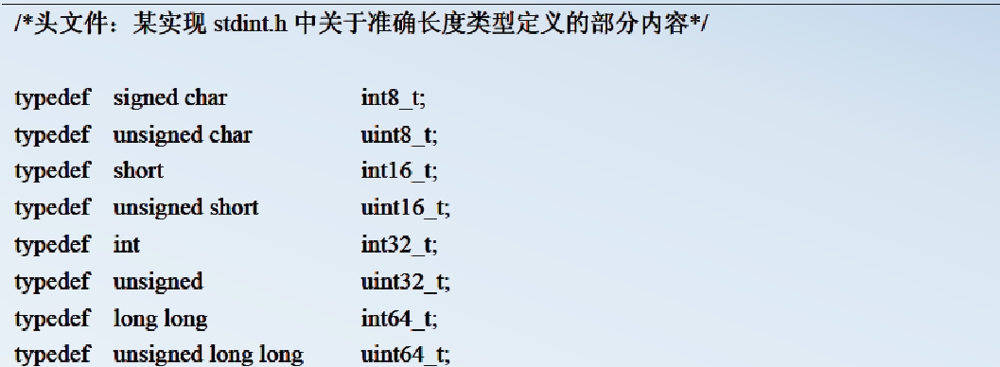 /*头文件：某实现 stdint.h 中关于准确长度类型定义的部分内容*/
typedef signed char int8_t;
typedef unsigned char uint8_t;
typedef short int16_t;
typedef unsigned short uint16_t;
typedef int int32_t;
typedef unsigned uint32_t;
typedef long long int64_t;
typedef unsigned long long uint64_t;